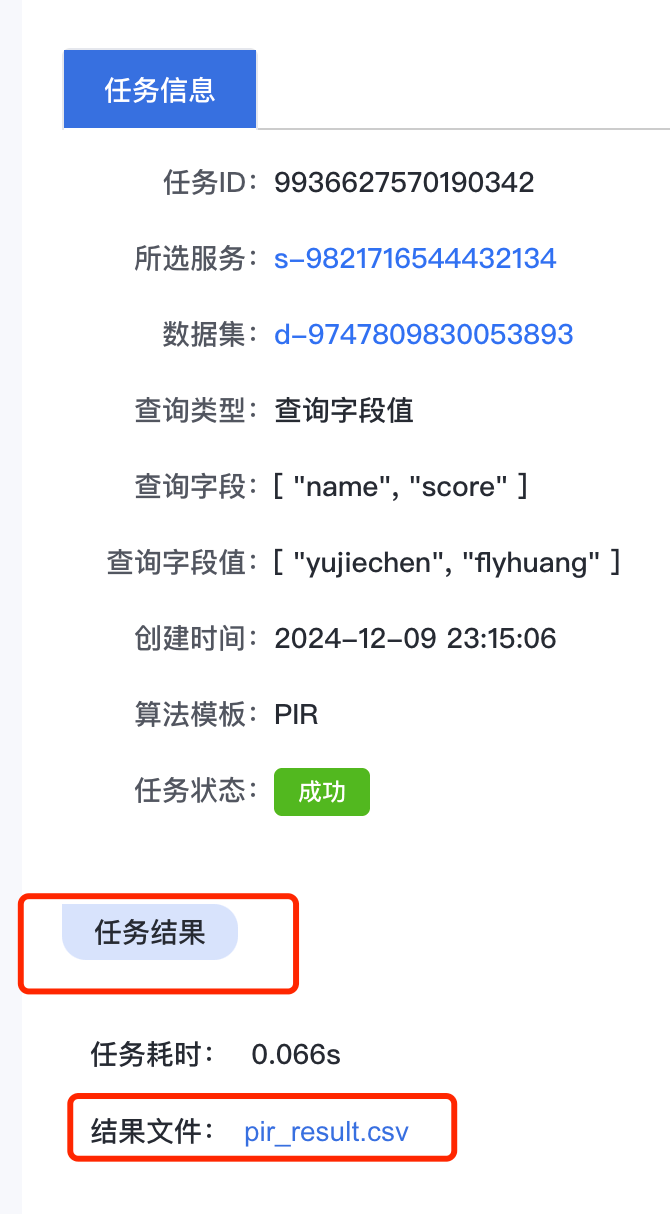 任务信息
任务ID： 9936627570190342
所选服务： s-9821716544432134
数据集： d-9747809830053893
查询类型： 查询字段值
查询字段： [ "name", "score" ]
查询字段值： [ "yujiechen", "flyhuang" ]
创建时间： 2024-12-09 23:15:06
算法模板： PIR
任务状态： 成功
任务结果
任务耗时： 0.066s
结果文件： pir_result.csv